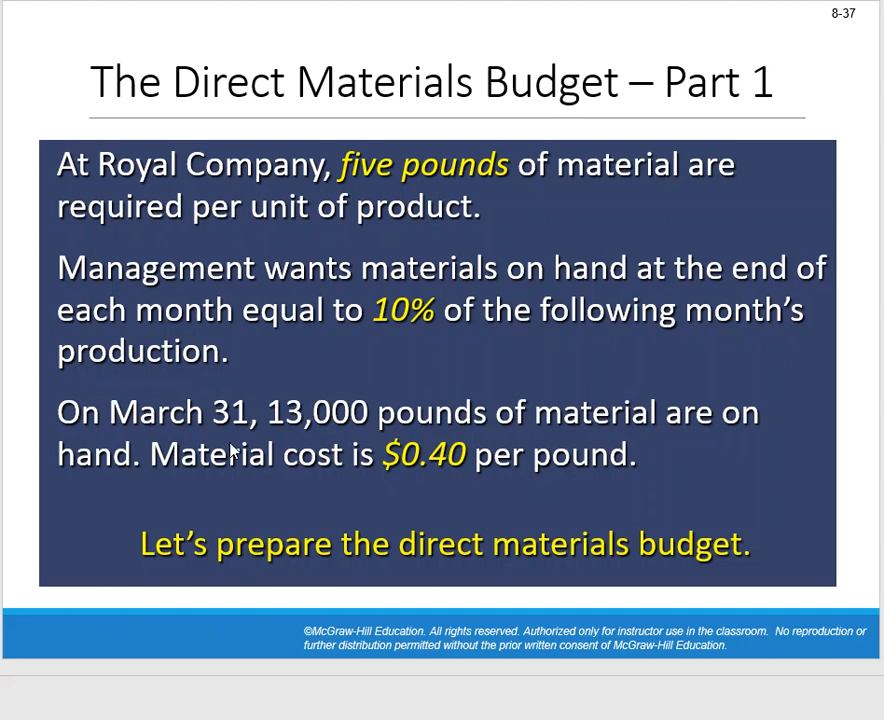 8-37
The Direct Materials Budget – Part 1
At Royal Company, five pounds of material are
required per unit of product.
Management wants materials on hand at the end of
each month equal to 10% of the following month’s
production.
On March 31, 13,000 pounds of material are on
hand. Material cost is $0.40 per pound.
Let’s prepare the direct materials budget.
©McGraw-Hill Education. All rights reserved. Authorized only for instructor use in the classroom. No reproduction or
further distribution permitted without the prior written consent of McGraw-Hill Education.